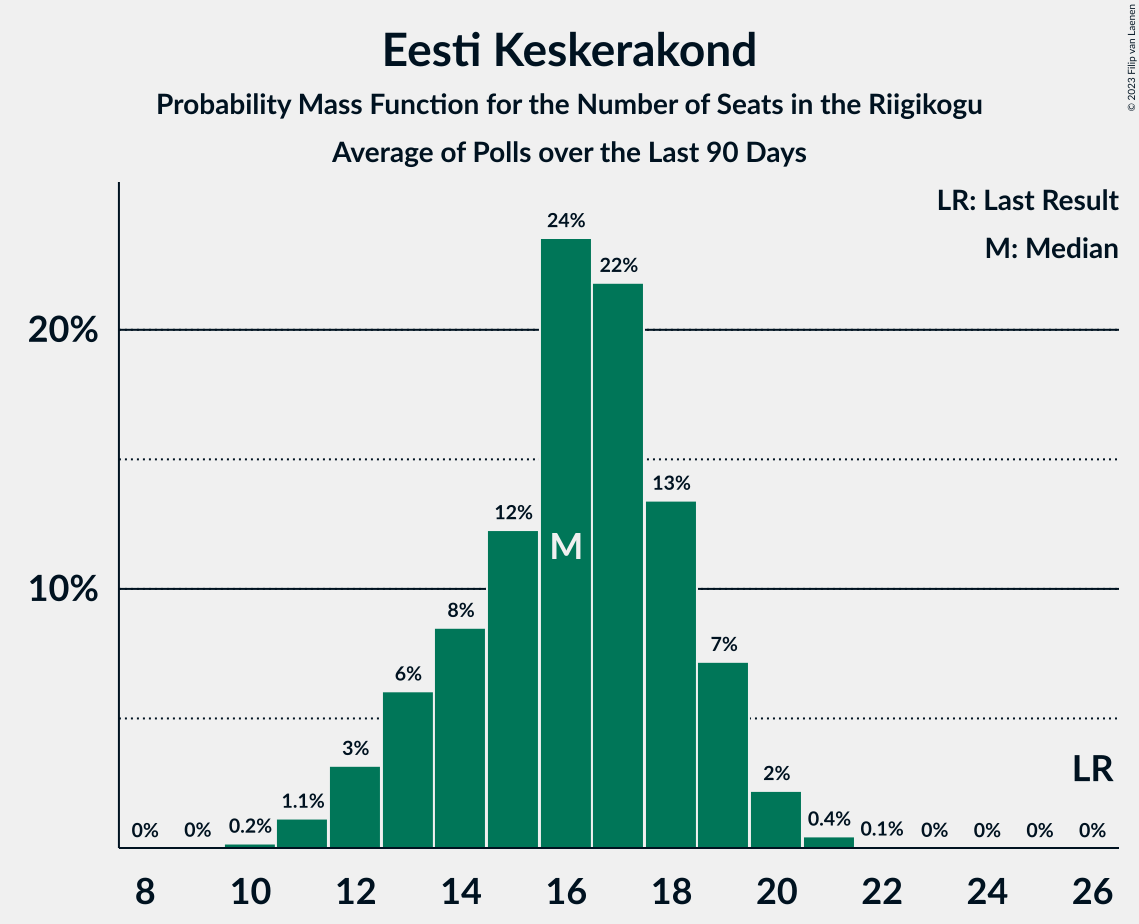 Eesti Keskerakond
Probability Mass Function for the Number of Seats in the Riigikogu
Average of Polls over the Last 90 Days
© 2023 Filip van Laenen
LR: Last Result
M: Median
24%
22%
20%
13%
12%
M
10%
8%
7%
6%
3%
2%
LR
1.1%
0% 0% 0.2% 0.4% 0.1% 0% 0% 0% 0%
8 10 12 14 16 18 20 22 24 26